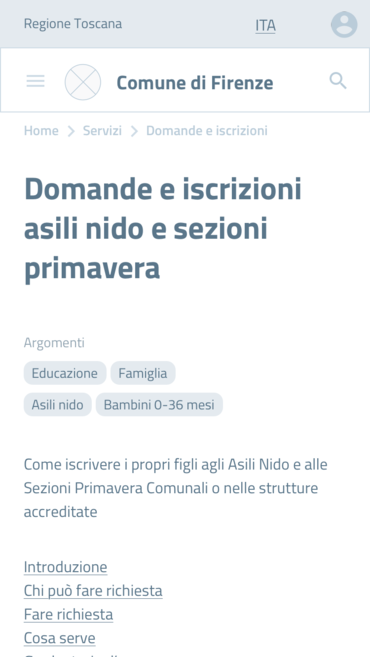 Regione Toscana
ITA
Comune di Firenze
Home
Servizi
Domande e iscrizioni
Domande e iscrizioni
asili nido e sezioni
primavera
Argomenti
Educazione
Famiglia
Asili nido
Bambini 0-36 mesi
Come iscrivere i propri figli agli Asili Nido e alle
Sezioni Primavera Comunali o nelle strutture
accreditate
Introduzione
Chi può fare richiesta
Fare richiesta
Cosa serve